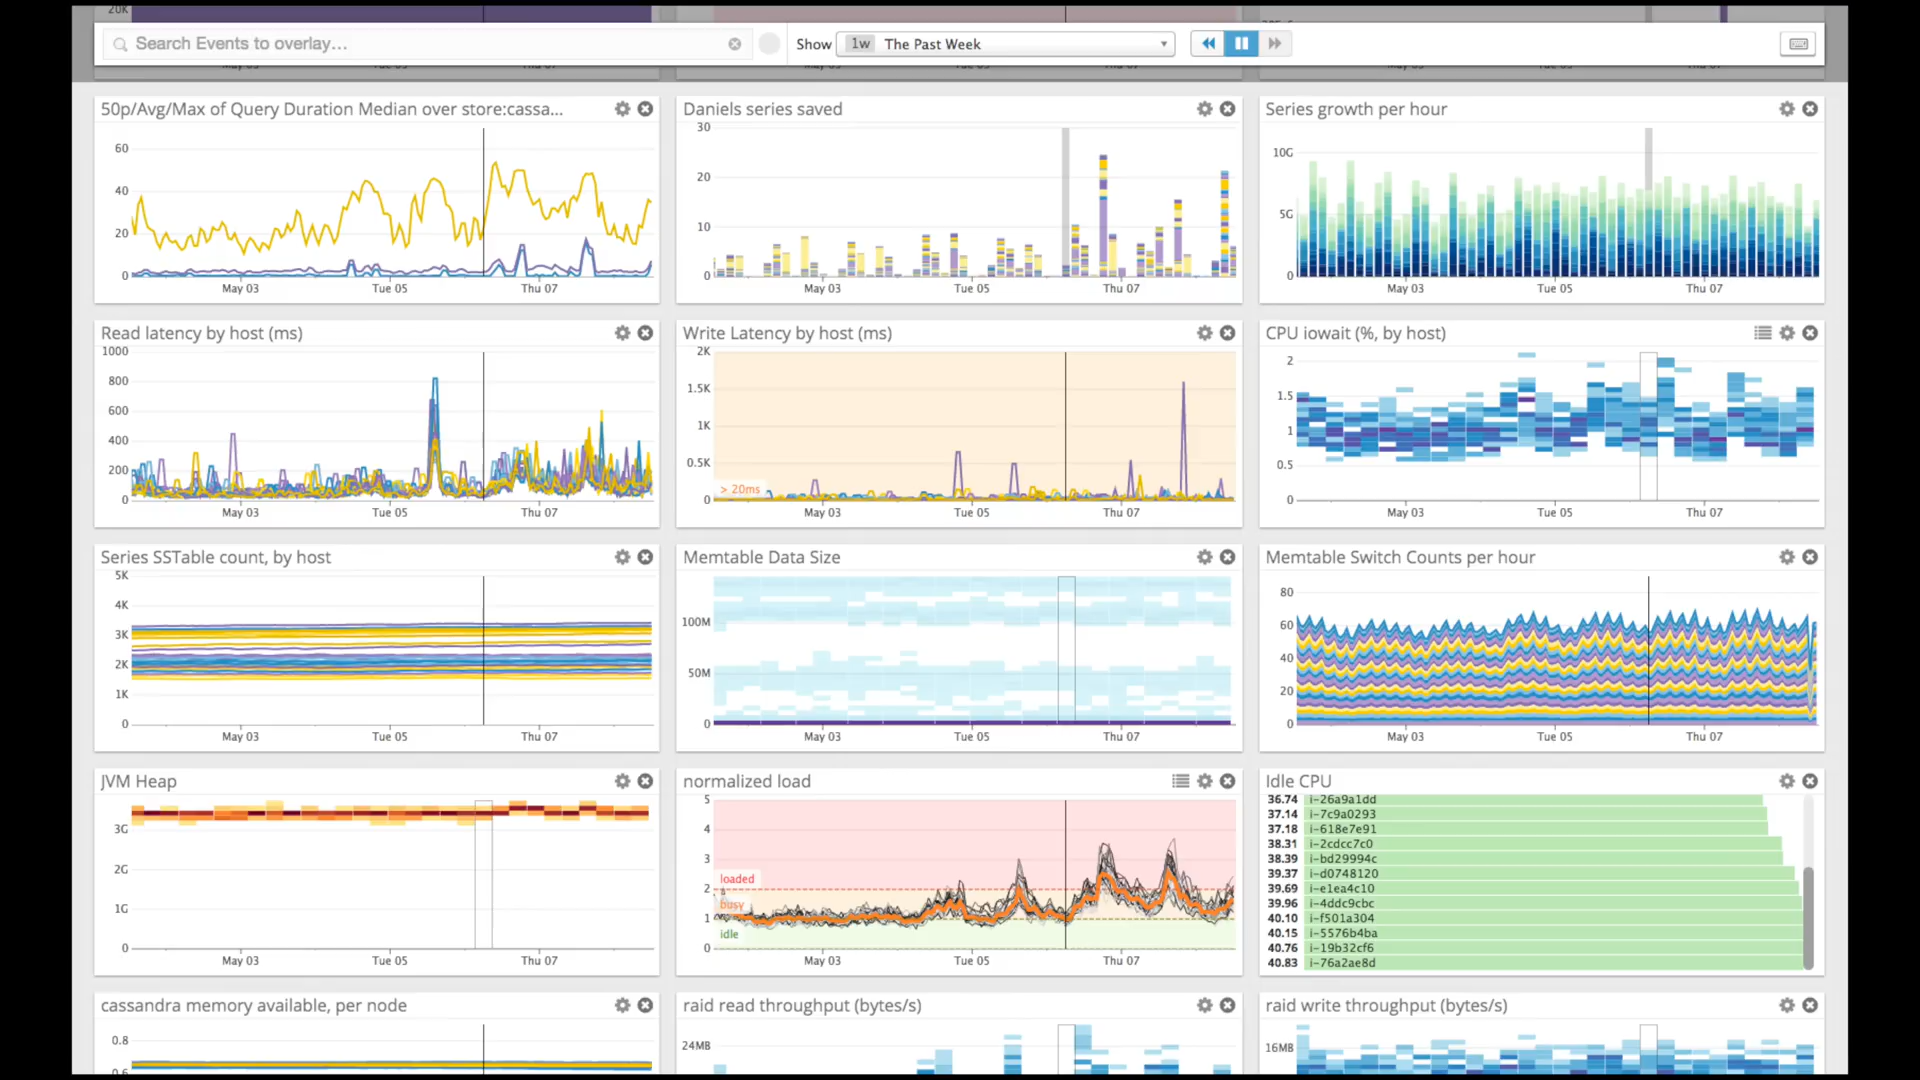 20K
Search Events to overlay...
Show
1w The Past Week
May 03 Tue 05 Thu 07
50p/Avg/Max of Query Duration Median over store:cassa...
60
40
20
0
May 03 Tue 05 Thu 07
Daniels series saved
30
20
10
0
May 03 Tue 05 Thu 07
Series growth per hour
10G
5G
0
May 03 Tue 05 Thu 07
Read latency by host (ms)
1000
800
600
400
200
0
May 03 Tue 05 Thu 07
Write Latency by host (ms)
2K
1.5K
1K
0.5K
> 20ms
0
May 03 Tue 05 Thu 07
CPU iowait (%, by host)
2
1.5
1
0.5
0
May 03 Tue 05 Thu 07
Series SSTable count, by host
5K
4K
3K
2K
1K
0
May 03 Tue 05 Thu 07
Memtable Data Size
100M
50M
0
May 03 Tue 05 Thu 07
Memtable Switch Counts per hour
80
60
40
20
0
May 03 Tue 05 Thu 07
JVM Heap
3G
2G
1G
0
May 03 Tue 05 Thu 07
normalized load
5
4
3
loaded
2
busy
1
idle
0
May 03 Tue 05 Thu 07
Idle CPU
36.74 i-26a9a1dd
37.14 i-7c9a0293
37.18 i-618e7e91
38.31 i-2cdcc7c0
38.39 i-bd29994c
39.37 i-d0748120
39.69 i-e1ea4c10
39.96 i-4ddc9cbc
40.10 i-f501a304
40.15 i-5576b4ba
40.76 i-19b32cf6
40.83 i-76a2ae8d
cassandra memory available, per node
0.8
0.6
raid read throughput (bytes/s)
24MB
raid write throughput (bytes/s)
16MB